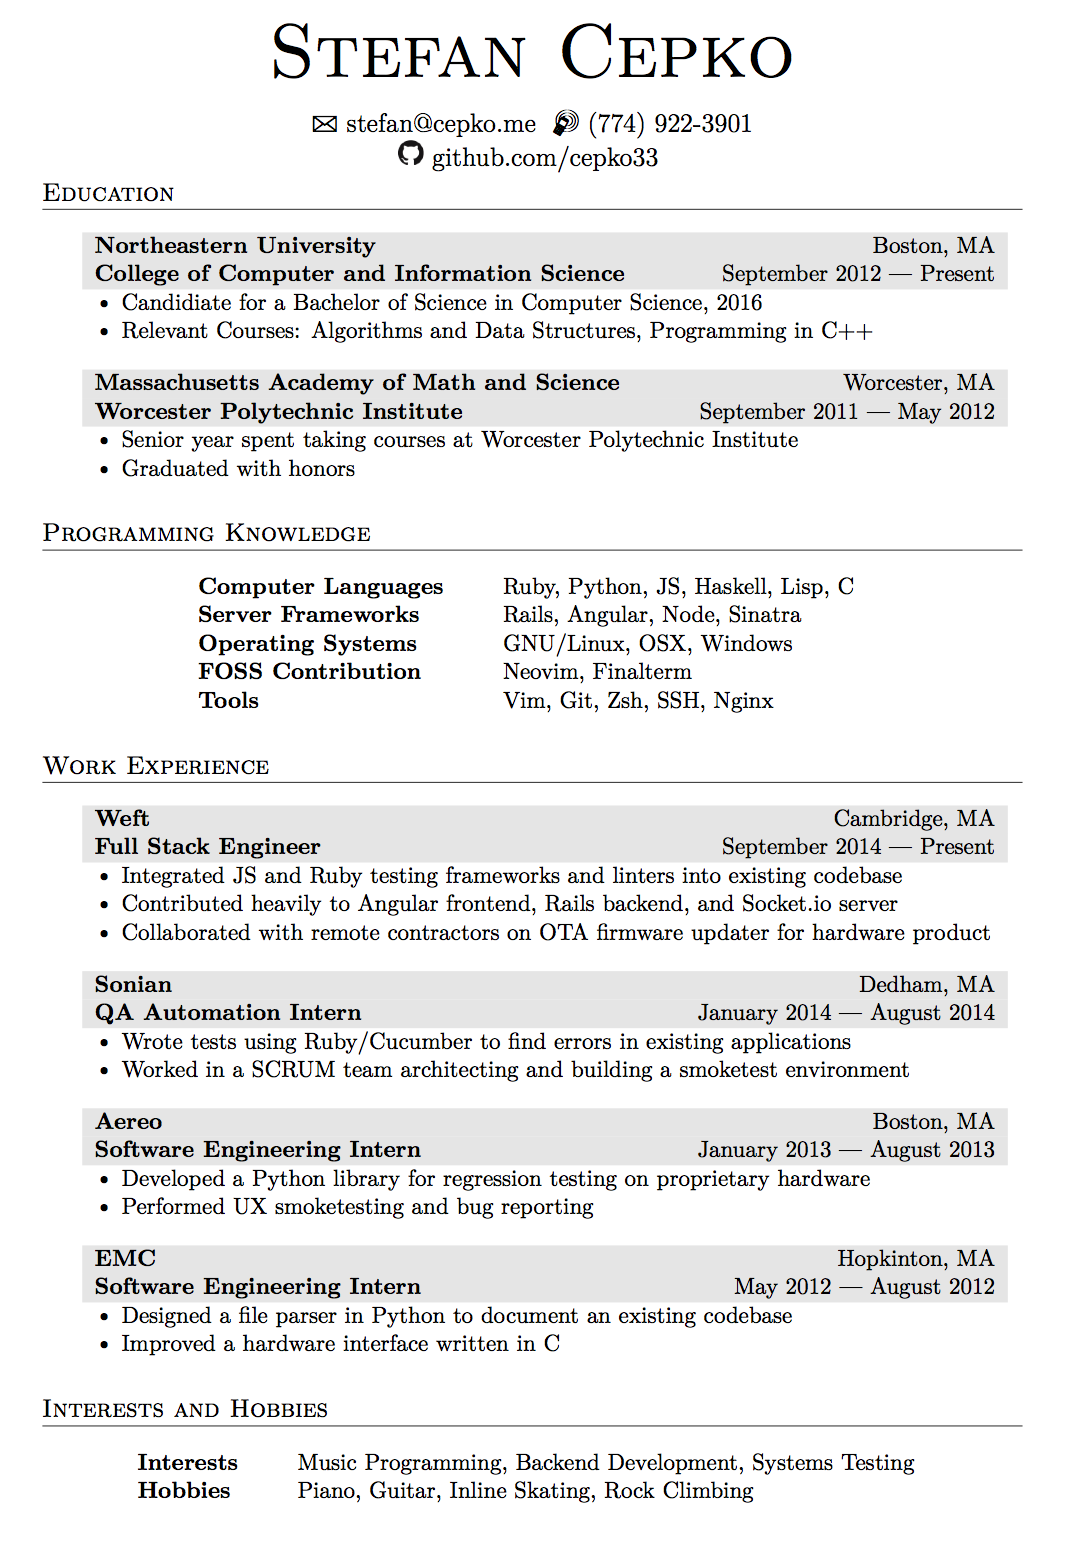 Stefan Cepko
stefan@cepko.me (774) 922-3901
github.com/cepko33
Education
Northeastern University Boston, MA
College of Computer and Information Science September 2012 — Present
• Candidiate for a Bachelor of Science in Computer Science, 2016
• Relevant Courses: Algorithms and Data Structures, Programming in C++
Massachusetts Academy of Math and Science Worcester, MA
Worcester Polytechnic Institute September 2011 — May 2012
• Senior year spent taking courses at Worcester Polytechnic Institute
• Graduated with honors
Programming Knowledge
Computer Languages Ruby, Python, JS, Haskell, Lisp, C
Server Frameworks Rails, Angular, Node, Sinatra
Operating Systems GNU/Linux, OSX, Windows
FOSS Contribution Neovim, Finalterm
Tools Vim, Git, Zsh, SSH, Nginx
Work Experience
Weft Cambridge, MA
Full Stack Engineer September 2014 — Present
• Integrated JS and Ruby testing frameworks and linters into existing codebase
• Contributed heavily to Angular frontend, Rails backend, and Socket.io server
• Collaborated with remote contractors on OTA firmware updater for hardware product
Sonian Dedham, MA
QA Automation Intern January 2014 — August 2014
• Wrote tests using Ruby/Cucumber to find errors in existing applications
• Worked in a SCRUM team architecting and building a smoketest environment
Aereo Boston, MA
Software Engineering Intern January 2013 — August 2013
• Developed a Python library for regression testing on proprietary hardware
• Performed UX smoketesting and bug reporting
EMC Hopkinton, MA
Software Engineering Intern May 2012 — August 2012
• Designed a file parser in Python to document an existing codebase
• Improved a hardware interface written in C
Interests and Hobbies
Interests Music Programming, Backend Development, Systems Testing
Hobbies Piano, Guitar, Inline Skating, Rock Climbing